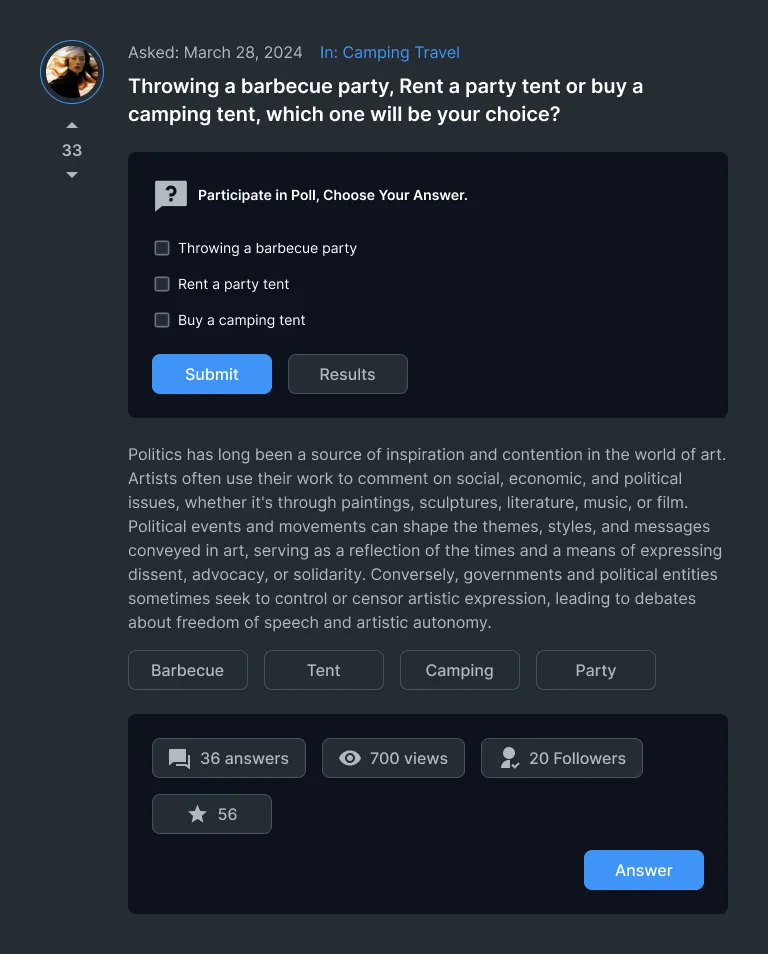 Asked: March 28, 2024 In: Camping Travel
Throwing a barbecue party, Rent a party tent or buy a
camping tent, which one will be your choice?
33
Participate in Poll, Choose Your Answer.
Throwing a barbecue party
Rent a party tent
Buy a camping tent
Submit Results
Politics has long been a source of inspiration and contention in the world of art.
Artists often use their work to comment on social, economic, and political
issues, whether it's through paintings, sculptures, literature, music, or film.
Political events and movements can shape the themes, styles, and messages
conveyed in art, serving as a reflection of the times and a means of expressing
dissent, advocacy, or solidarity. Conversely, governments and political entities
sometimes seek to control or censor artistic expression, leading to debates
about freedom of speech and artistic autonomy.
Barbecue Tent Camping Party
36 answers 700 views 20 Followers
56
Answer